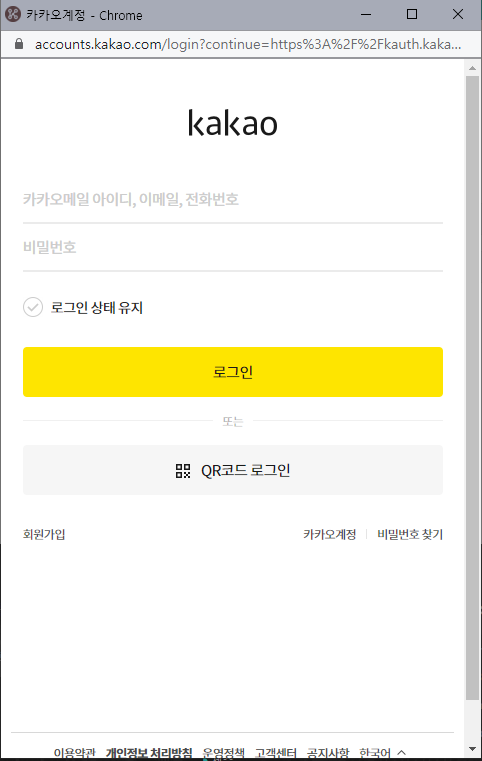 카카오계정 - Chrome
accounts.kakao.com/login?continue=https%3A%2F%2Fkauth.kaka...
kakao
카카오메일 아이디, 이메일, 전화번호
비밀번호
로그인 상태 유지
로그인
또는
QR코드 로그인
회원가입 카카오계정 비밀번호 찾기
이용약관 개인정보 처리방침 운영정책 고객센터 공지사항 한국어